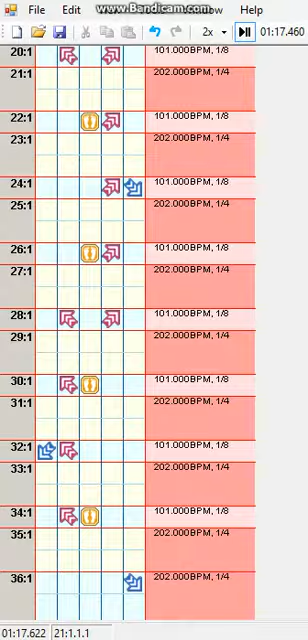 www.Bandicam.com
File Edit Help
2x 01:17.460
20:1 101.000BPM, 1/8
21:1 202.000BPM, 1/4
22:1 101.000BPM, 1/8
23:1 202.000BPM, 1/4
24:1 101.000BPM, 1/8
25:1 202.000BPM, 1/4
26:1 101.000BPM, 1/8
27:1 202.000BPM, 1/4
28:1 101.000BPM, 1/8
29:1 202.000BPM, 1/4
30:1 101.000BPM, 1/8
31:1 202.000BPM, 1/4
32:1 101.000BPM, 1/8
33:1 202.000BPM, 1/4
34:1 101.000BPM, 1/8
35:1 202.000BPM, 1/4
36:1 202.000BPM, 1/4
01:17.622 21:1.1.1